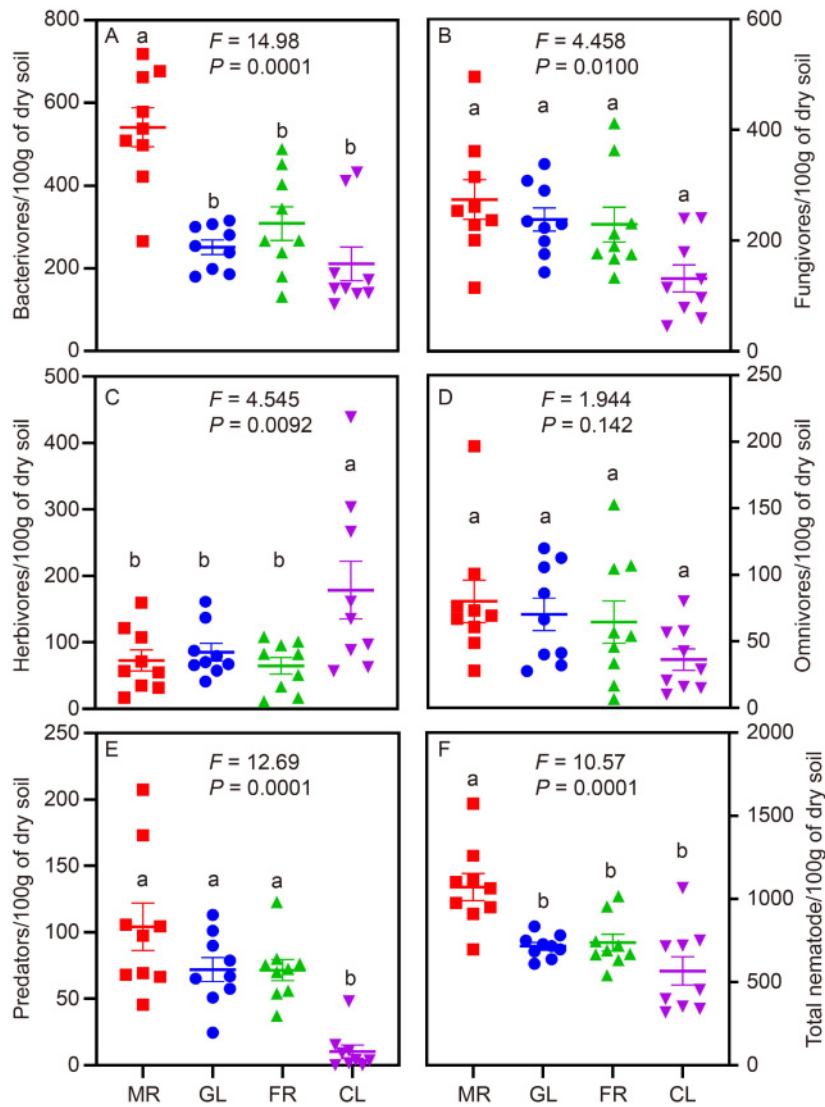 A
F = 14.98
P = 0.0001
a
b
b
b
800
600
400
200
0
Bacterivores/100g of dry soil
B
F = 4.458
P = 0.0100
a
a
a
a
600
400
200
0
Fungivores/100g of dry soil
C
F = 4.545
P = 0.0092
b
b
b
a
500
400
300
200
100
0
Herbivores/100g of dry soil
D
F = 1.944
P = 0.142
a
a
a
a
250
200
150
100
50
0
Omnivores/100g of dry soil
E
F = 12.69
P = 0.0001
a
a
a
b
250
200
150
100
50
0
Predators/100g of dry soil
MR GL FR CL
F
F = 10.57
P = 0.0001
a
b
b
b
2000
1500
1000
500
0
Total nematode/100g of dry soil
MR GL FR CL